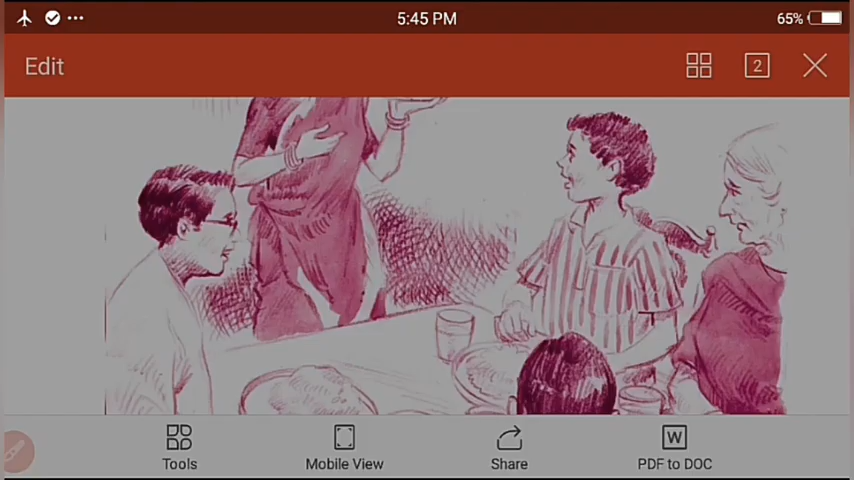 5:45 PM
65%
Edit
2
Tools
Mobile View
Share
W
PDF to DOC